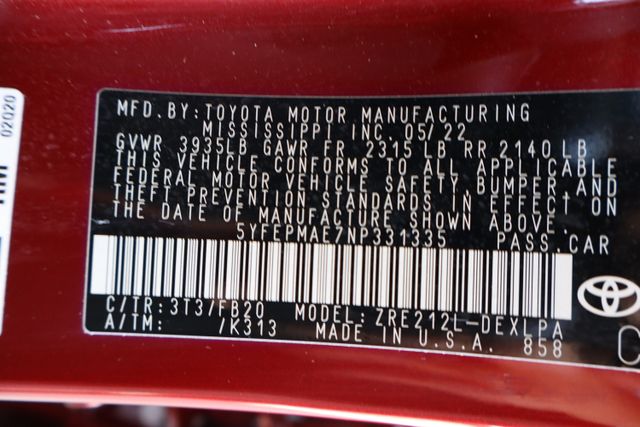 02Q20
MFD.BY:TOYOTA MOTOR MANUFACTURING
MISSISSIPPI INC.05/22
GVWR 3935LB GAWR FR 2315 LB RR 2140 LB
THIS VEHICLE CONFORMS TO ALL APPLICABLE
FEDERAL MOTOR VEHICLE SAFETY, BUMPER AND
THEFT PREVENTION STANDARDS IN EFFECT ON
THE DATE OF MANUFACTURE SHOWN ABOVE.
5YFEPMAE7NP331335 PASS.CAR
C/TR:3T3/FB20 MODEL:ZRE212L-DEXLPA
A/TM: /K313 MADE IN U.S.A. 858